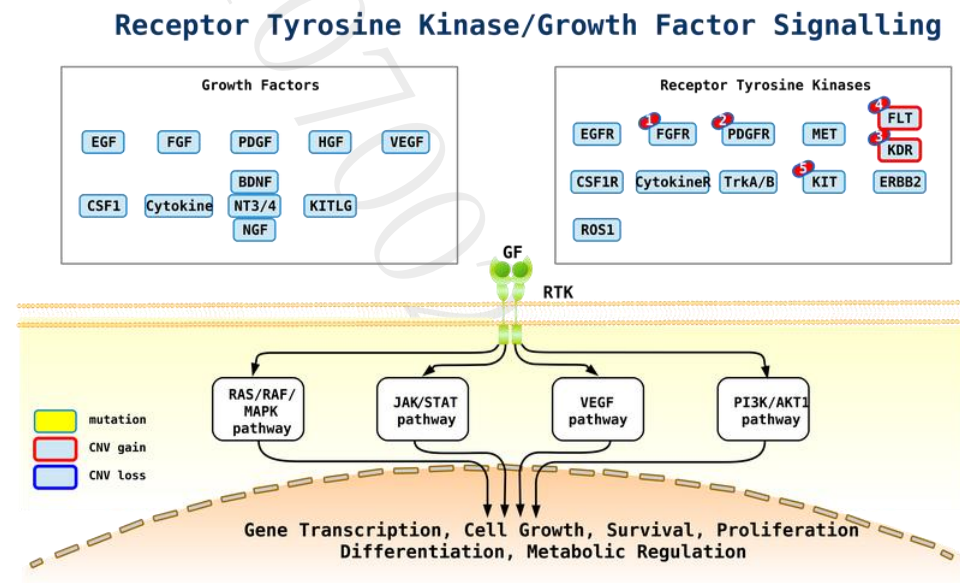 Receptor Tyrosine Kinase/Growth Factor Signalling
Growth Factors
EGF
FGF
PDGF
HGF
VEGF
BDNF
CSF1
Cytokine
NT3/4
KITLG
NGF
Receptor Tyrosine Kinases
4
FLT
1
2
EGFR
FGFR
PDGFR
MET
3
KDR
5
CSF1R
CytokineR
TrkA/B
KIT
ERBB2
ROS1
GF
RTK
RAS/RAF/
MAPK
pathway
JAK/STAT
pathway
VEGF
pathway
PI3K/AKT1
pathway
mutation
CNV gain
CNV loss
Gene Transcription, Cell Growth, Survival, Proliferation
Differentiation, Metabolic Regulation